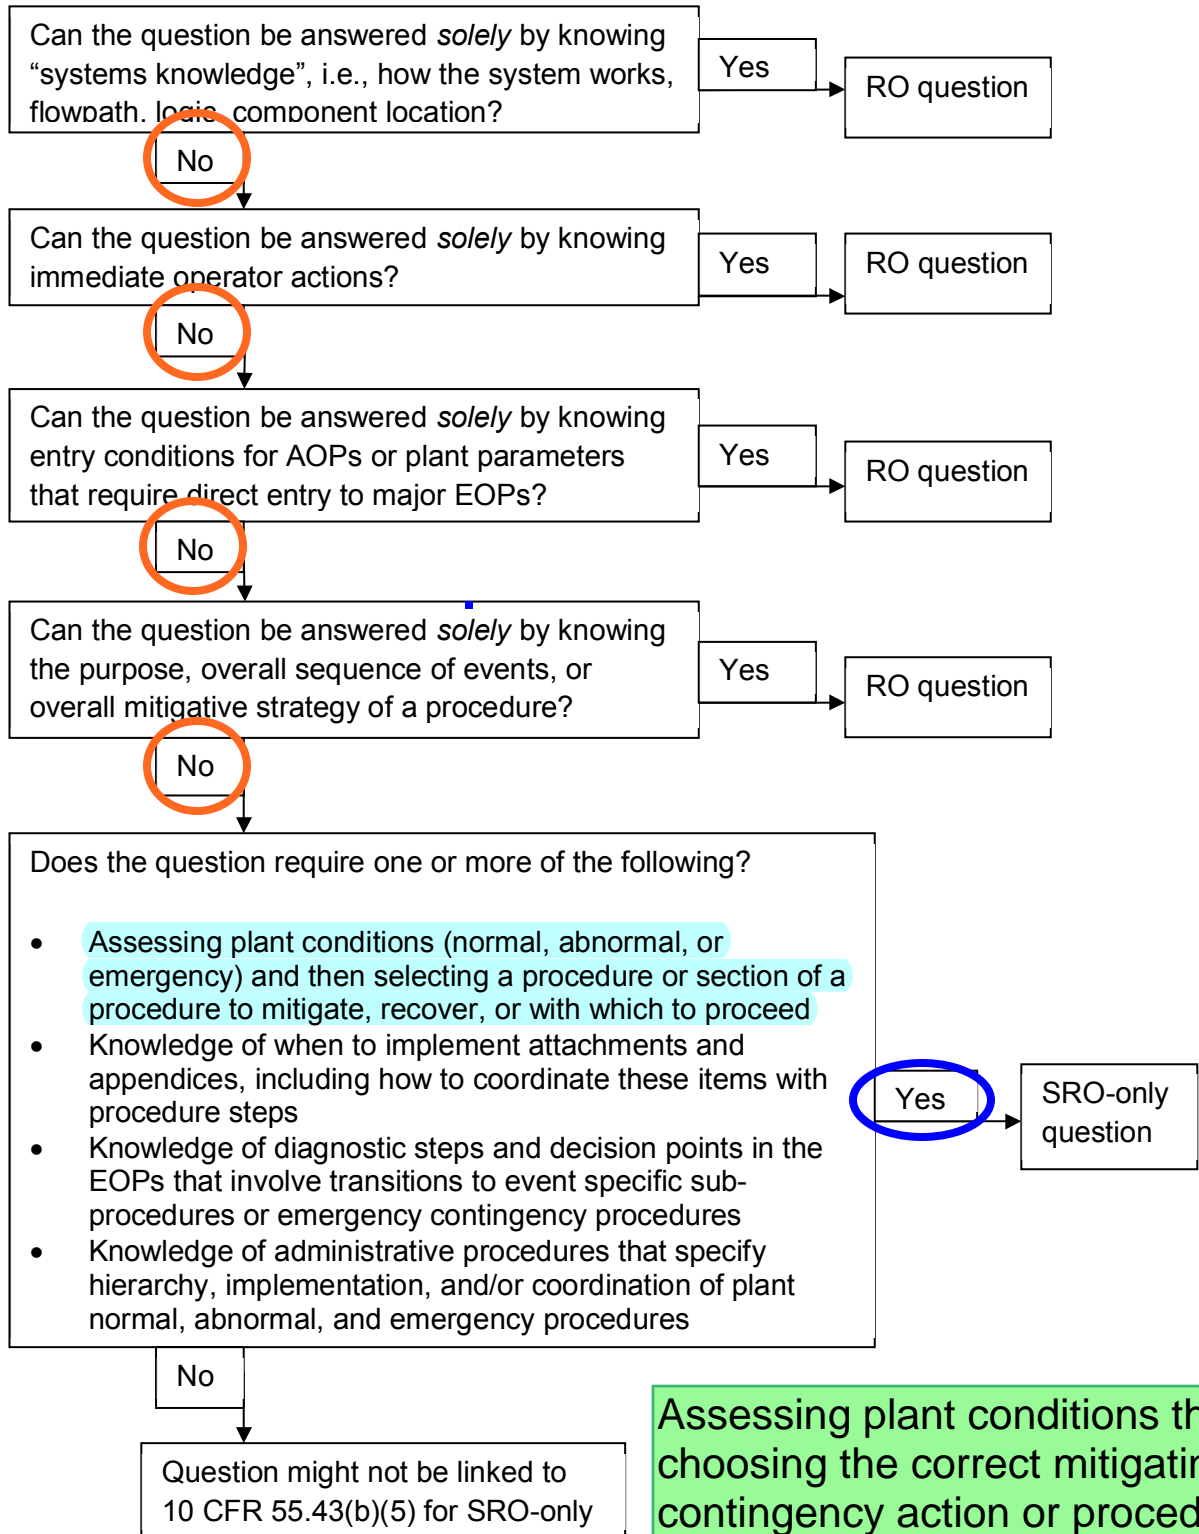 Can the question be answered solely by knowing
“systems knowledge”, i.e., how the system works,
flowpath, logic, component location?
Yes
RO question
No
Can the question be answered solely by knowing
immediate operator actions?
Yes
RO question
No
Can the question be answered solely by knowing
entry conditions for AOPs or plant parameters
that require direct entry to major EOPs?
Yes
RO question
No
Can the question be answered solely by knowing
the purpose, overall sequence of events, or
overall mitigative strategy of a procedure?
Yes
RO question
No
Does the question require one or more of the following?
• Assessing plant conditions (normal, abnormal, or
emergency) and then selecting a procedure or section of a
procedure to mitigate, recover, or with which to proceed
• Knowledge of when to implement attachments and
appendices, including how to coordinate these items with
procedure steps
• Knowledge of diagnostic steps and decision points in the
EOPs that involve transitions to event specific sub-
procedures or emergency contingency procedures
• Knowledge of administrative procedures that specify
hierarchy, implementation, and/or coordination of plant
normal, abnormal, and emergency procedures
Yes
SRO-only
question
No
Question might not be linked to
10 CFR 55.43(b)(5) for SRO-only
Assessing plant conditions
choosing the correct
contingency action or